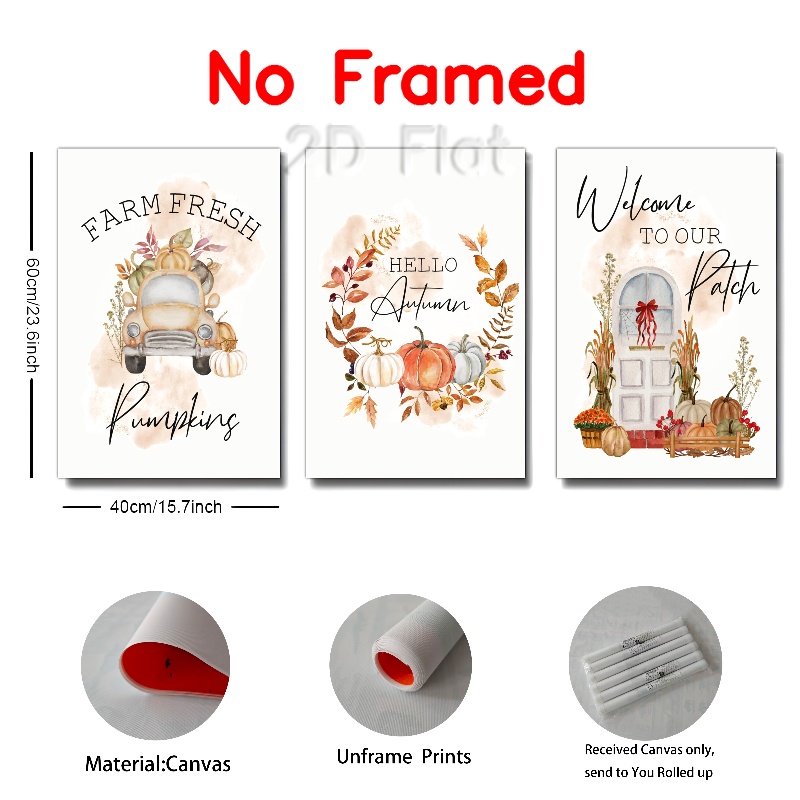 No Framed
2D Flat
FARM FRESH
Pumpkins
HELLO
Autumn
Welcome
TO OUR
Patch
60cm/23.6inch
40cm/15.7inch
Material:Canvas
Unframe Prints
Received Canvas only,
send to You Rolled up